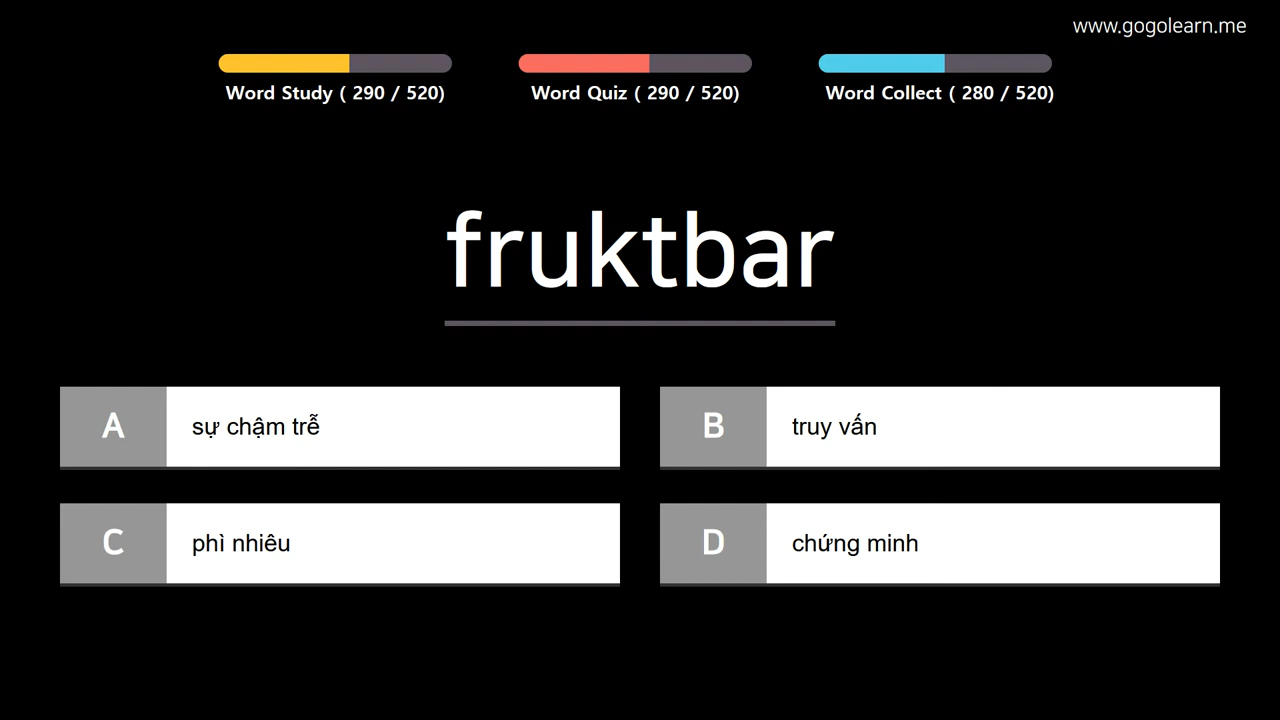 www.gogolearn.me
Word Study ( 290 / 520)
Word Quiz ( 290 / 520)
Word Collect ( 280 / 520)
fruktbar
A sự chậm trễ
B truy vấn
C phì nhiêu
D chứng minh